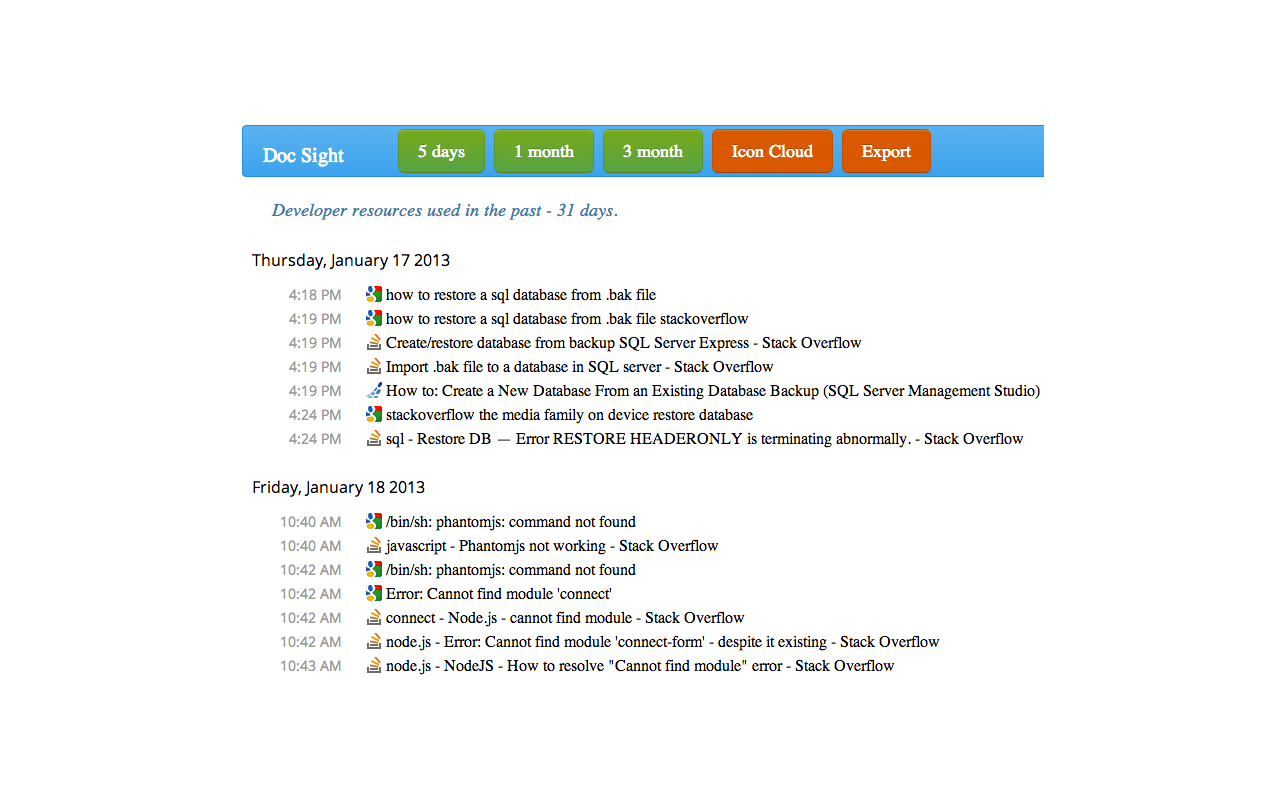 Doc Sight
5 days
1 month
3 month
Icon Cloud
Export
Developer resources used in the past - 31 days.
Thursday, January 17 2013
4:18 PM how to restore a sql database from .bak file
4:19 PM how to restore a sql database from .bak file stackoverflow
4:19 PM Create/restore database from backup SQL Server Express - Stack Overflow
4:19 PM Import .bak file to a database in SQL server - Stack Overflow
4:19 PM How to: Create a New Database From an Existing Database Backup (SQL Server Management Studio)
4:24 PM stackoverflow the media family on device restore database
4:24 PM sql - Restore DB — Error RESTORE HEADERONLY is terminating abnormally. - Stack Overflow
Friday, January 18 2013
10:40 AM /bin/sh: phantomjs: command not found
10:40 AM javascript - Phantomjs not working - Stack Overflow
10:42 AM /bin/sh: phantomjs: command not found
10:42 AM Error: Cannot find module 'connect'
10:42 AM connect - Node.js - cannot find module - Stack Overflow
10:42 AM node.js - Error: Cannot find module 'connect-form' - despite it existing - Stack Overflow
10:43 AM node.js - NodeJS - How to resolve "Cannot find module" error - Stack Overflow